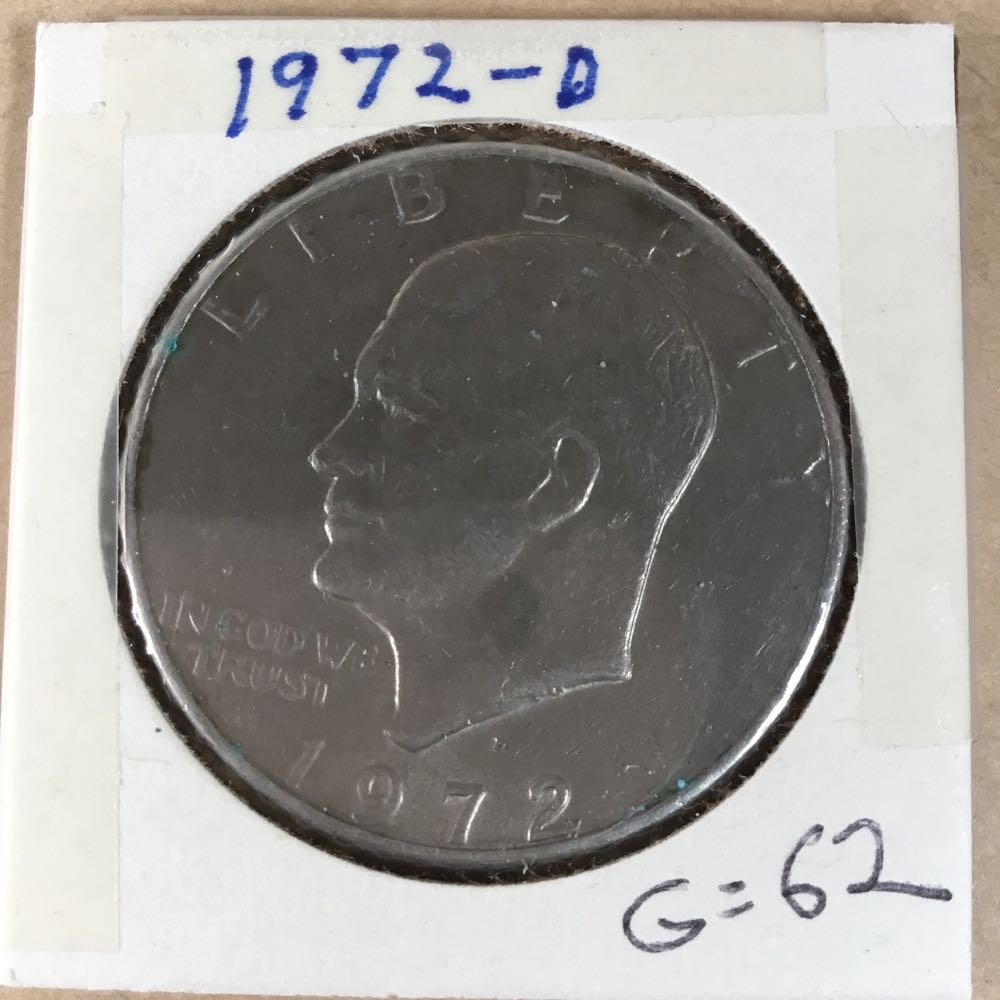 1972-D
LIBERTY
IN GOD WE
TRUST
1972
G=62